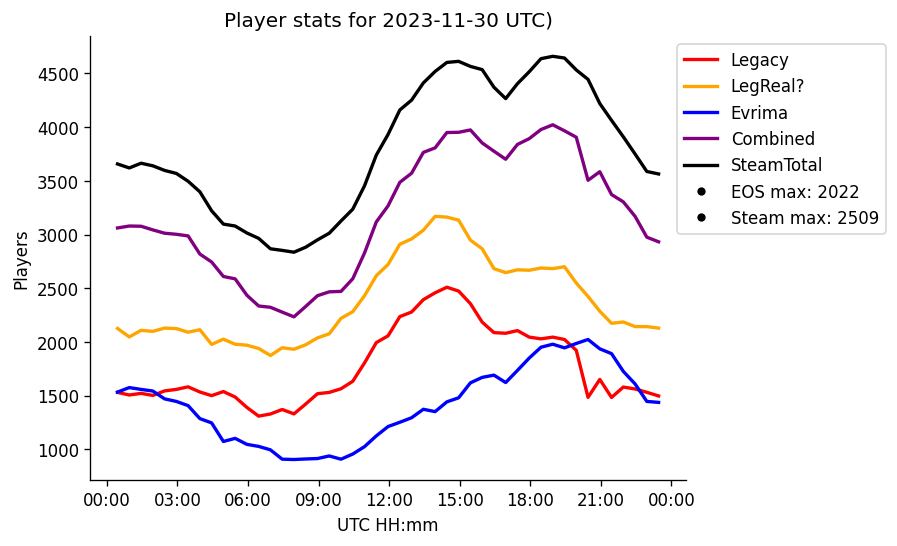 Player stats for 2023-11-30 UTC)
Players
4500
4000
3500
3000
2500
2000
1500
1000
00:00 03:00 06:00 09:00 12:00 15:00 18:00 21:00 00:00
UTC HH:mm
Legacy
LegReal?
Evrima
Combined
SteamTotal
EOS max: 2022
Steam max: 2509